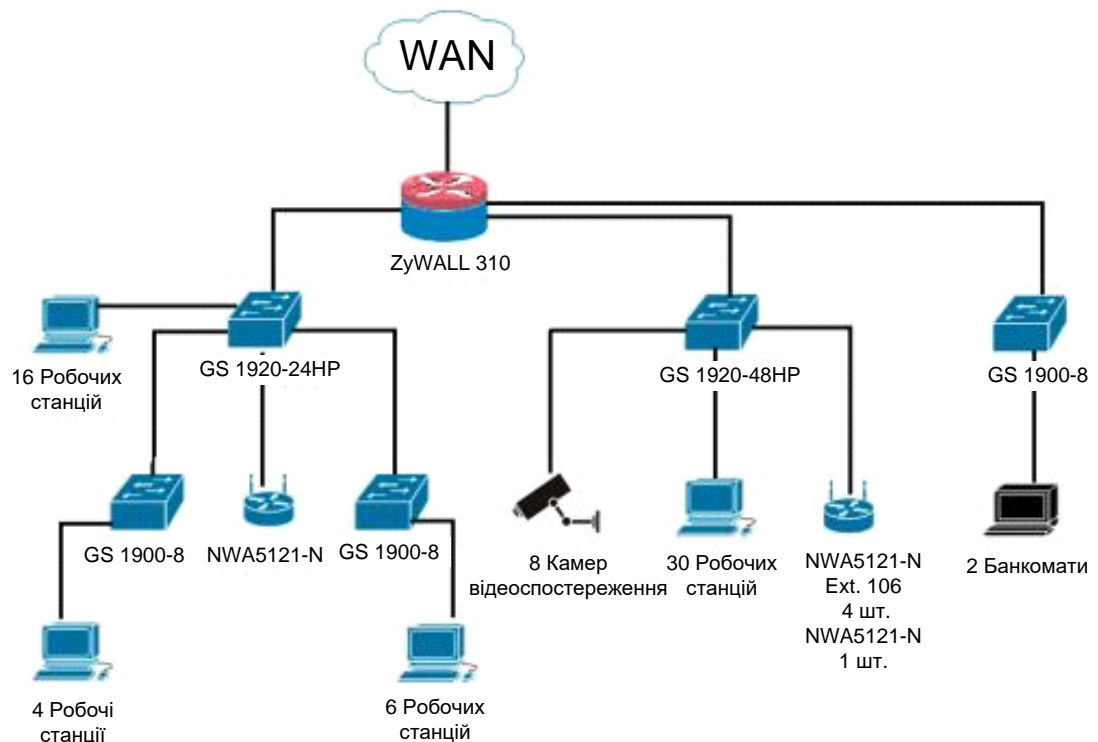 WAN
ZyWALL 310
16 Робочих
станцій
GS 1920-24HP
GS 1920-48HP
GS 1900-8
GS 1900-8
NWA5121-N
GS 1900-8
8 Камер
відеоспостереження
30 Робочих
станцій
NWA5121-N
Ext. 106
4 шт.
NWA5121-N
1 шт.
2 Банкомати
4 Робочі
станції
6 Робочих
станцій